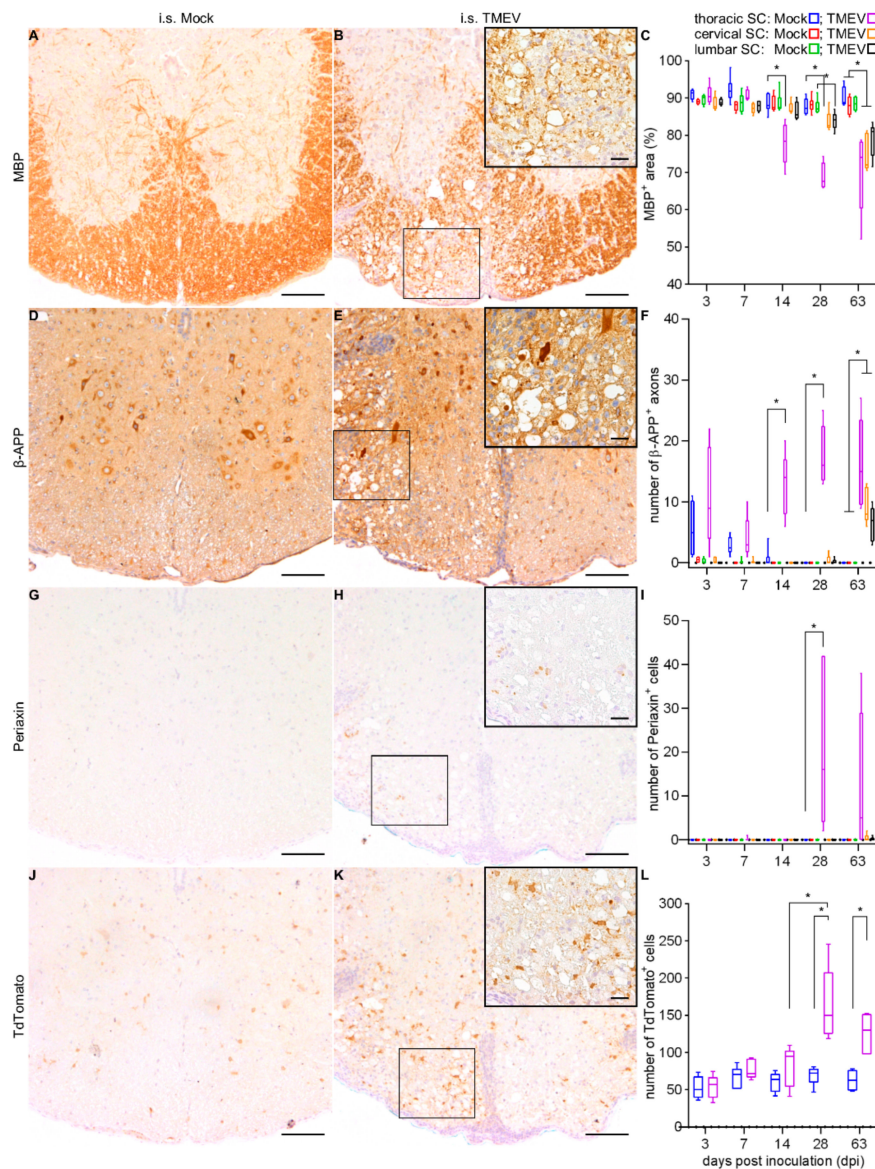 i.s. Mock
i.s. TMEV
thoracic SC: Mock; TMEV
cervical SC: Mock; TMEV
lumbar SC: Mock; TMEV
A
B
C
MBP
MBP+ area (%)
100
90
80
70
60
50
40
* * * *
3 7 14 28 63
D
E
F
β-APP
number of β-APP+ axons
40
30
20
10
0
* * *
3 7 14 28 63
G
H
I
Periaxin
number of Periaxin+ cells
50
40
30
20
10
0
*
3 7 14 28 63
J
K
L
TdTomato
number of TdTomato+ cells
300
250
200
150
100
50
0
* * *
3 7 14 28 63
days post inoculation (dpi)